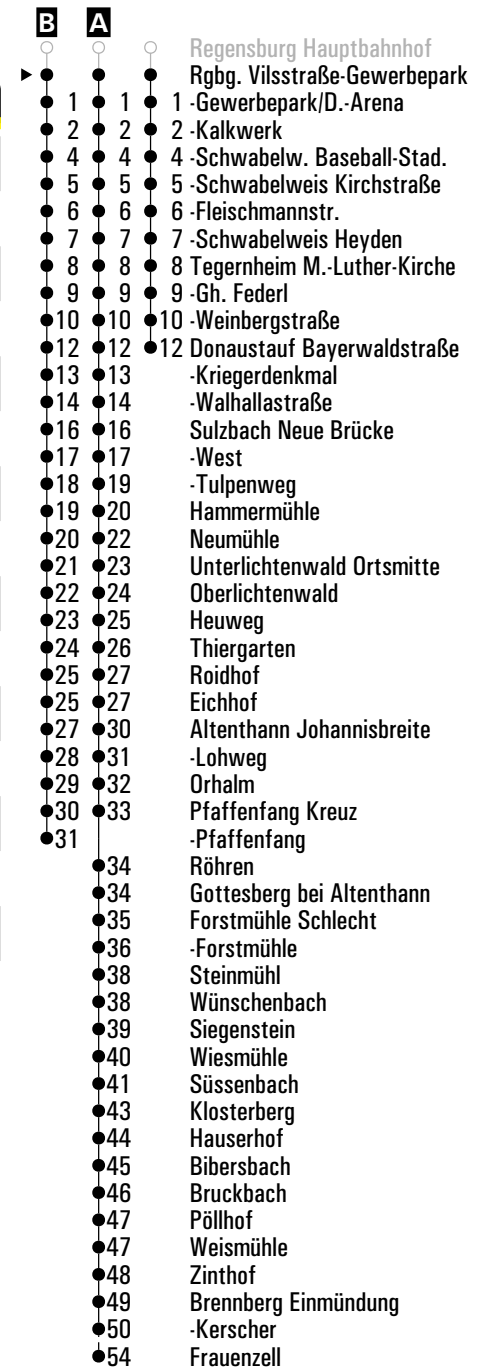 B A
Regensburg Hauptbahnhof
Rgbg. Vilsstraße-Gewerbepark
1 1 1 -Gewerbepark/D.-Arena
2 2 2 -Kalkwerk
4 4 4 -Schwabelw. Baseball-Stad.
5 5 5 -Schwabelweis Kirchstraße
6 6 6 -Fleischmannstr.
7 7 7 -Schwabelweis Heyden
8 8 8 Tegernheim M.-Luther-Kirche
9 9 9 -Gh. Federl
10 10 10 -Weinbergstraße
12 12 12 Donaustauf Bayerwaldstraße
13 13 -Kriegerdenkmal
14 14 -Walhallastraße
16 16 Sulzbach Neue Brücke
17 17 -West
18 19 -Tulpenweg
19 20 Hammermühle
20 22 Neumühle
21 23 Unterlichtenwald Ortsmitte
22 24 Oberlichtenwald
23 25 Heuweg
24 26 Thiergarten
25 27 Roidhof
25 27 Eichhof
27 30 Altenthann Johannisbreite
28 31 -Lohweg
29 32 Orhalm
30 33 Pfaffenfang Kreuz
31 -Pfaffenfang
34 Röhren
34 Gottesberg bei Altenthann
35 Forstmühle Schlecht
36 -Forstmühle
38 Steinmühl
38 Wünschenbach
39 Siegenstein
40 Wiesmühle
41 Süssenbach
43 Klosterberg
44 Hauserhof
45 Bibersbach
46 Bruckbach
47 Pöllhof
47 Weismühle
48 Zinthof
49 Brennberg Einmündung
50 -Kerscher
54 Frauenzell